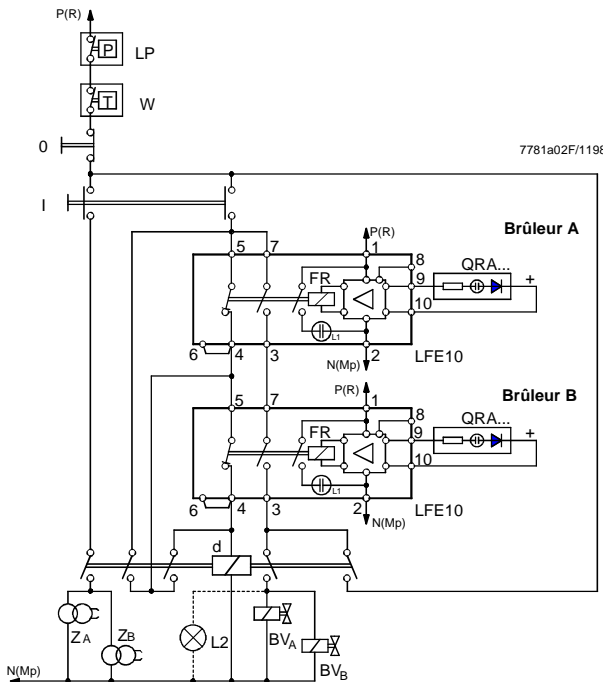 P(R)
P
LP
T
W
0
7781a02F/1198
I
P(R)
Brûleur A
5
7
1
8
FR
9
QRA...
+
10
L1
6
4
3
2
LFE10
N(Mp)
P(R)
Brûleur B
5
7
1
8
FR
9
QRA...
+
10
L1
6
4
3
2
LFE10
N(Mp)
d
ZA
ZB
L2
BVA
BVB
N(Mp)